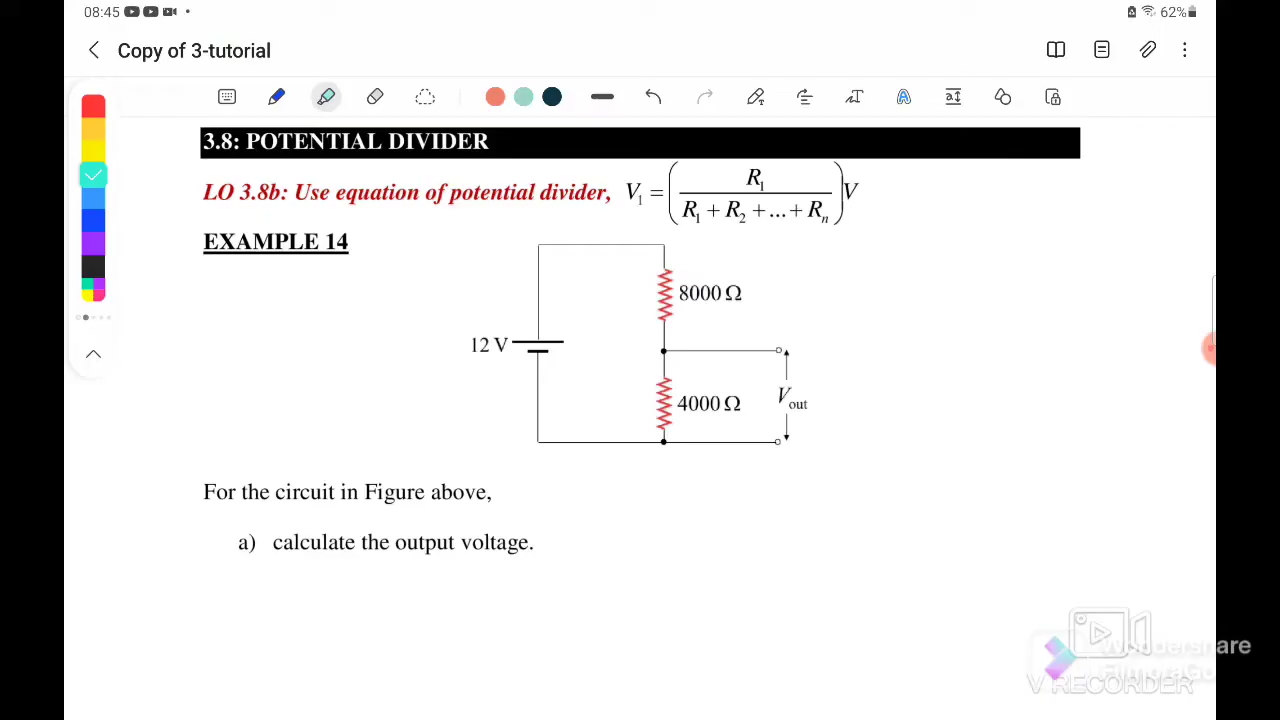 08:45
62%
Copy of 3-tutorial
3.8: POTENTIAL DIVIDER
LO 3.8b: Use equation of potential divider, V₁ = (R₁ / (R₁ + R₂ + ... + Rₙ)) V
EXAMPLE 14
8000 Ω
12 V
4000 Ω
Vout
For the circuit in Figure above,
a) calculate the output voltage.
Wondershare
FilmoraGo
V RECORDER